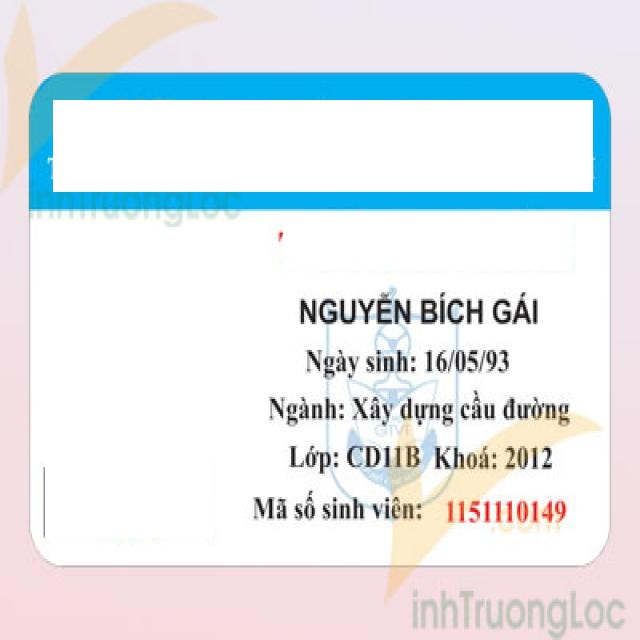 inhTruongLoc
NGUYỄN BÍCH GÁI
Ngày sinh: 16/05/93
Ngành: Xây dựng cầu đường
Lớp: CD11B Khoá: 2012
Mã số sinh viên: 1151110149
.com
inhTruongLoc